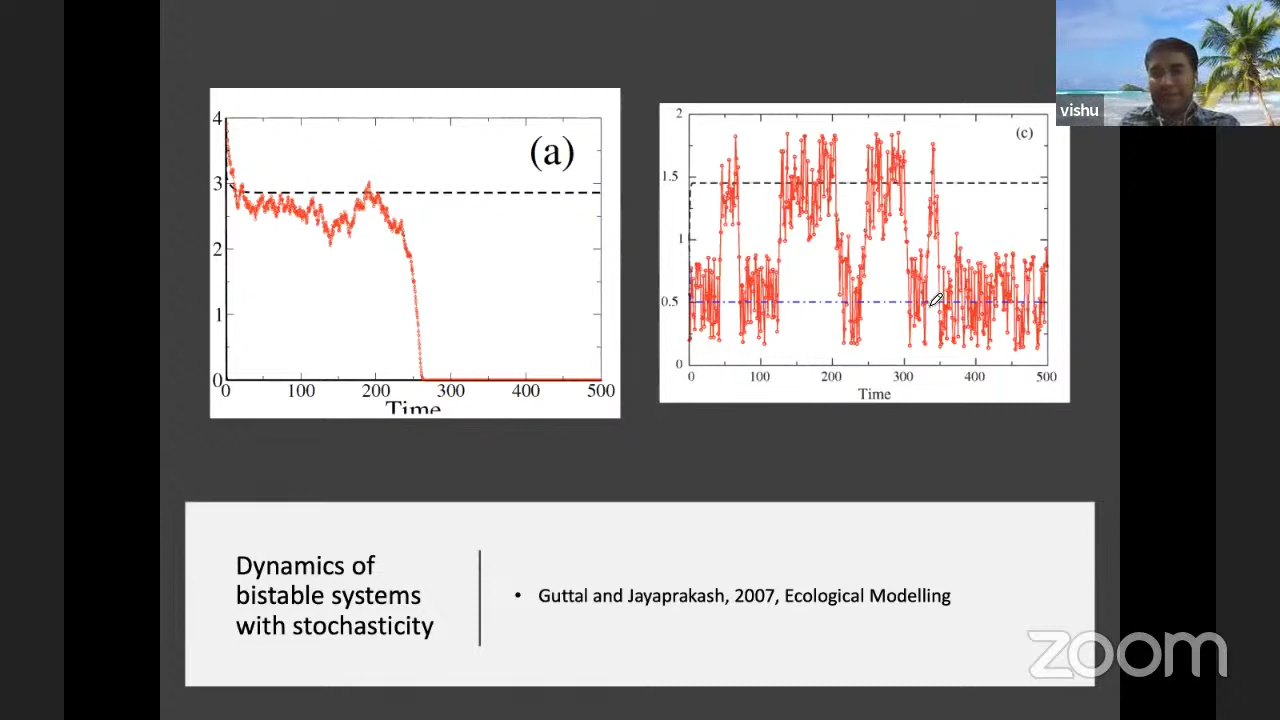 vishu
4
3
2
1
0
(a)
0 100 200 300 400 500
Time
2
1.5
1
0.5
0
(c)
0 100 200 300 400 500
Time
Dynamics of
bistable systems
with stochasticity
• Guttal and Jayaprakash, 2007, Ecological Modelling
zoom